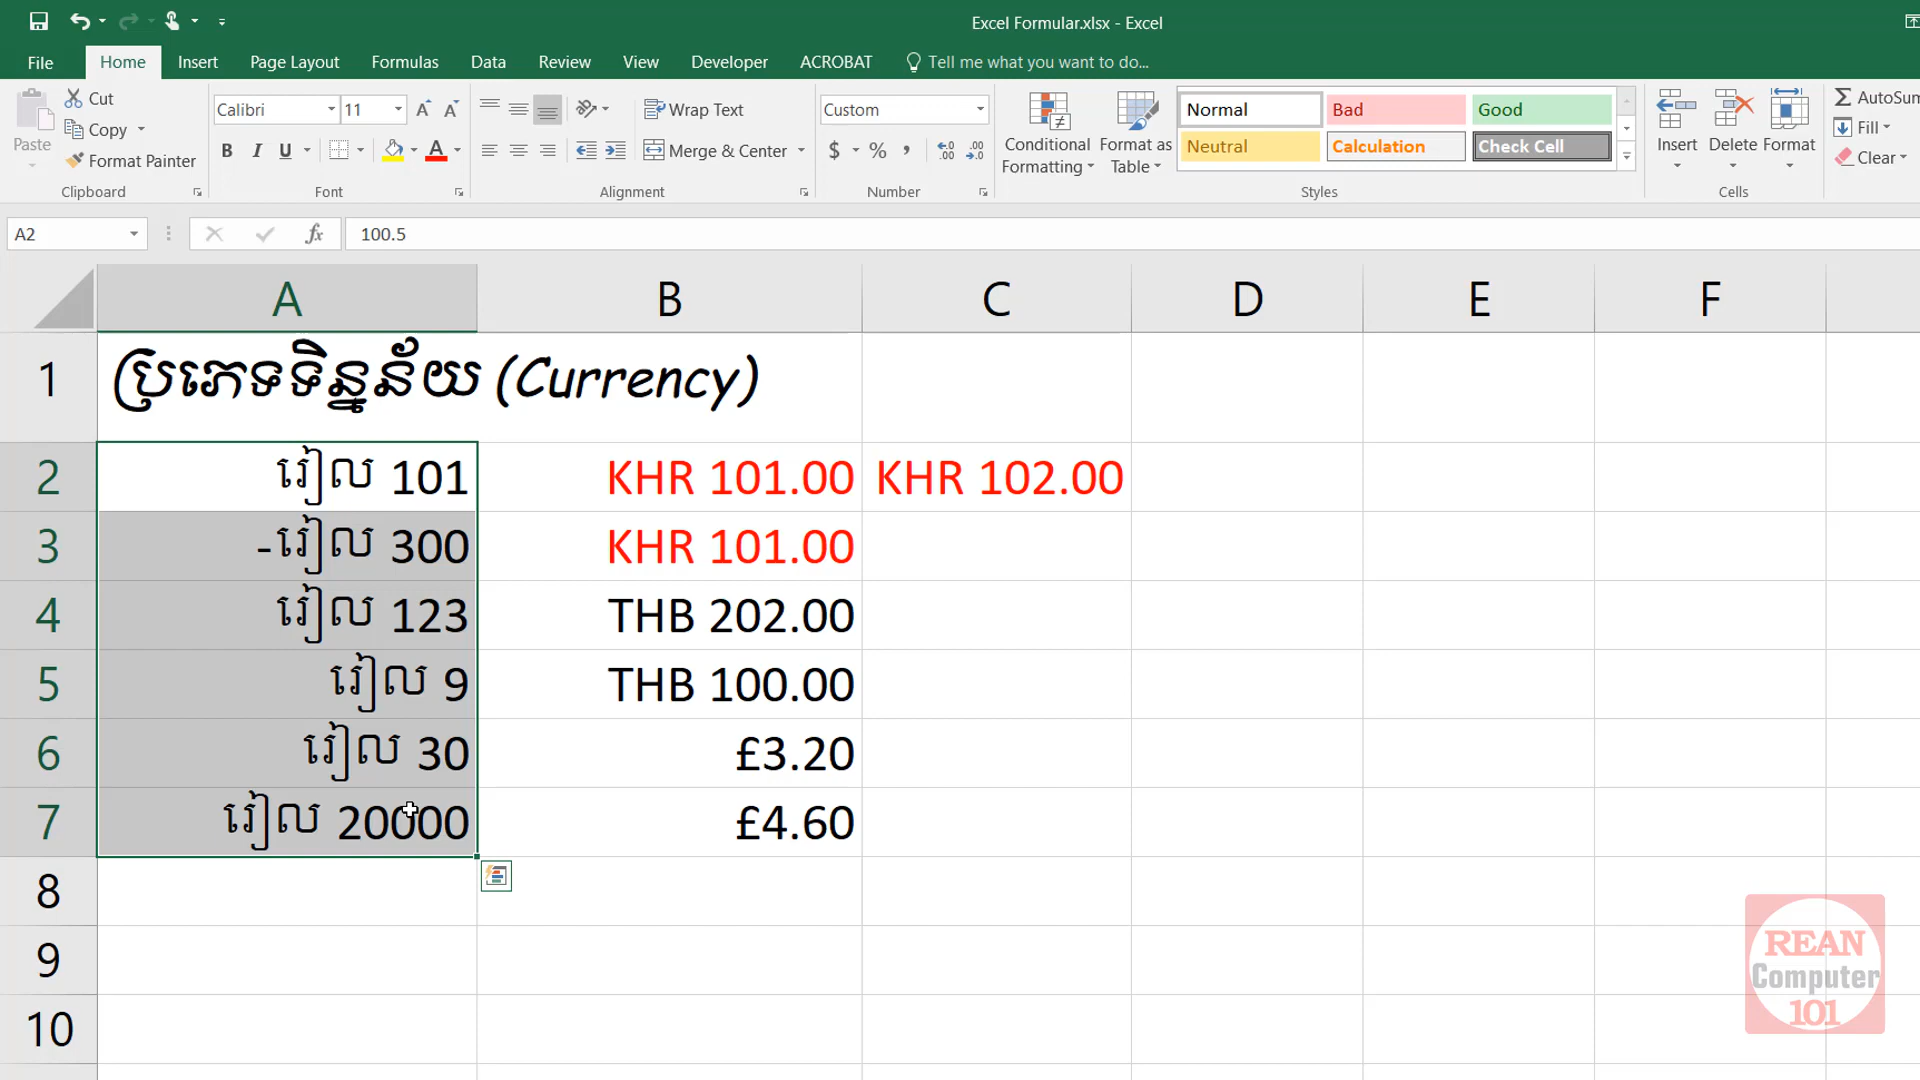 Excel Formular.xlsx - Excel
File Home Insert Page Layout Formulas Data Review View Developer ACROBAT Tell me what you want to do...
Paste
Cut
Copy
Format Painter
Clipboard
Calibri 11
B I U A
Font
Wrap Text
Merge & Center
Alignment
Custom
$ % ,
Number
Conditional Formatting
Format as Table
Normal Bad Good
Neutral Calculation Check Cell
Styles
Insert Delete Format
Cells
AutoSum
Fill
Clear
A2 fx 100.5
A B C D E F
1 ប្រភេទទិន្នន័យ (Currency)
2 រៀល 101 KHR 101.00 KHR 102.00
3 -រៀល 300 KHR 101.00
4 រៀល 123 THB 202.00
5 រៀល 9 THB 100.00
6 រៀល 30 £3.20
7 រៀល 20000 £4.60
8
9
10
REAN
Computer
101